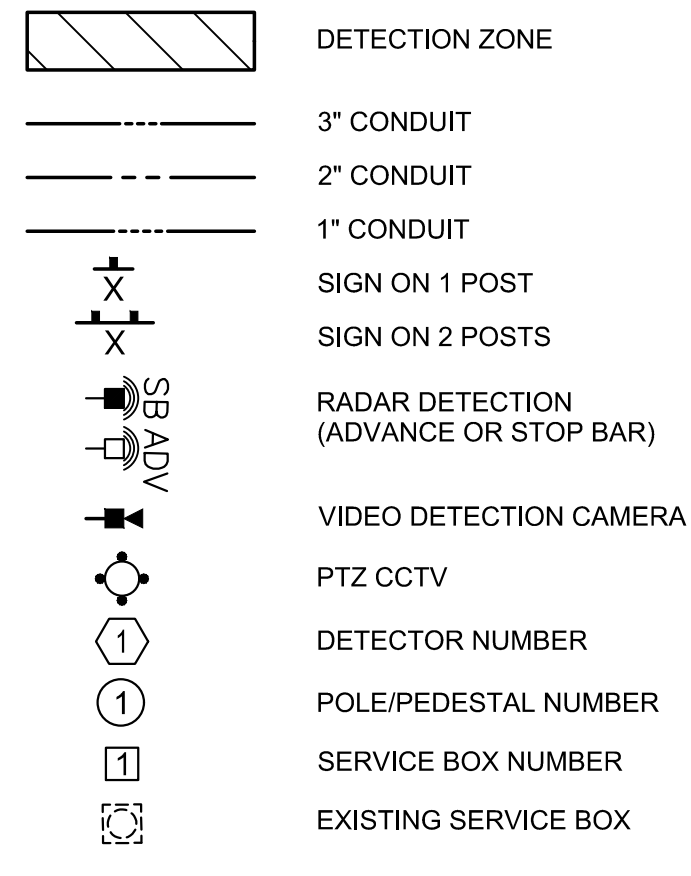 DETECTION ZONE
3" CONDUIT
2" CONDUIT
1" CONDUIT
X SIGN ON 1 POST
X SIGN ON 2 POSTS
SB RADAR DETECTION
ADV (ADVANCE OR STOP BAR)
VIDEO DETECTION CAMERA
PTZ CCTV
1 DETECTOR NUMBER
1 POLE/PEDESTAL NUMBER
1 SERVICE BOX NUMBER
EXISTING SERVICE BOX